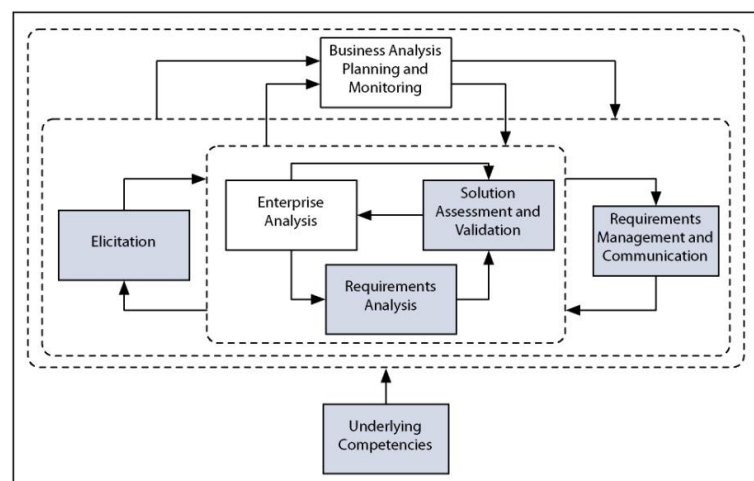 Business Analysis
Planning and
Monitoring
Enterprise
Analysis
Solution
Assessment and
Validation
Elicitation
Requirements
Management and
Communication
Requirements
Analysis
Underlying
Competencies